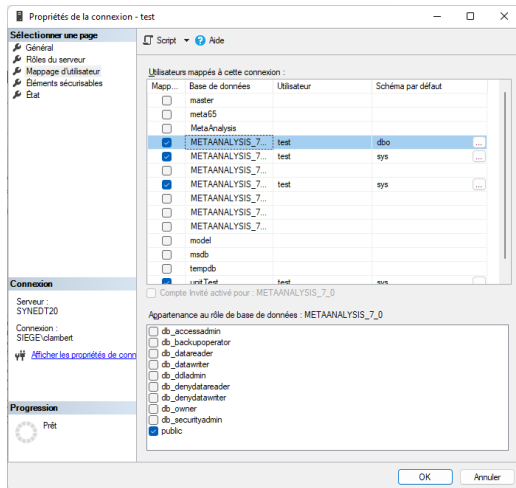 Propriétés de la connexion - test
Sélectionner une page
Général
Rôles du serveur
Mappage d'utilisateur
Éléments sécurisables
État
Script
Aide
Utilisateurs mappés à cette connexion :
Mapp... Base de données Utilisateur Schéma par défaut
master
meta65
MetaAnalysis
METAANALYSIS_7... test dbo ...
METAANALYSIS_7... test sys ...
METAANALYSIS_7...
METAANALYSIS_7... test sys ...
METAANALYSIS_7...
METAANALYSIS_7...
METAANALYSIS_7...
model
msdb
tempdb
unitTest test sys ...
Compte Invité activé pour : METAANALYSIS_7_0
Appartenance au rôle de base de données : METAANALYSIS_7_0
db_accessadmin
db_backupoperator
db_datareader
db_datawriter
db_ddladmin
db_denydatareader
db_denydatawriter
db_owner
db_securityadmin
public
Connexion
Serveur :
SYNEDT20
Connexion :
SIEGE\clambert
Afficher les propriétés de conn
Progression
Prêt
OK
Annuler